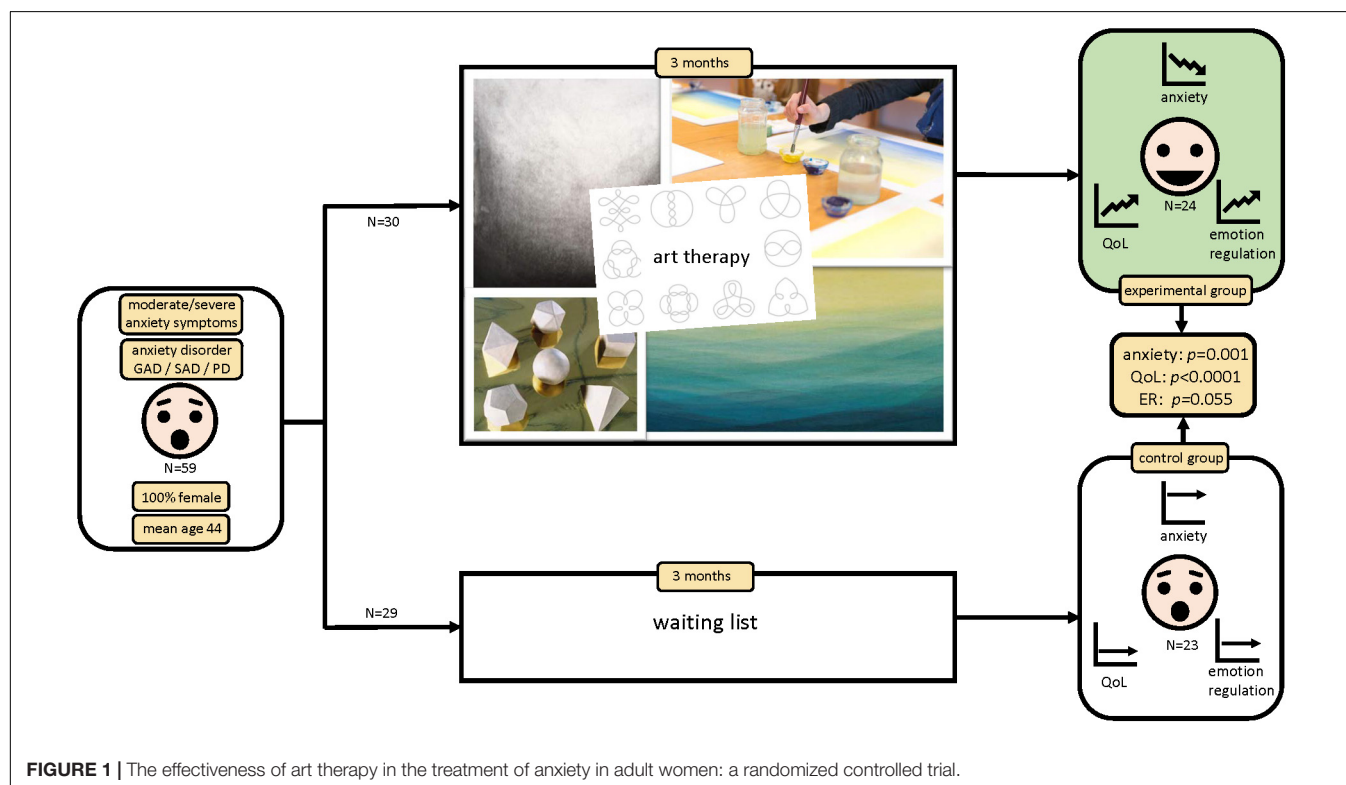 moderate/severe
anxiety symptoms
anxiety disorder
GAD / SAD / PD
N=59
100% female
mean age 44
N=30
3 months
art therapy
N=29
3 months
waiting list
anxiety
N=24
QoL
emotion
regulation
experimental group
anxiety: p=0.001
QoL: p<0.0001
ER: p=0.055
control group
anxiety
N=23
QoL
emotion
regulation
FIGURE 1 | The effectiveness of art therapy in the treatment of anxiety in adult women: a randomized controlled trial.